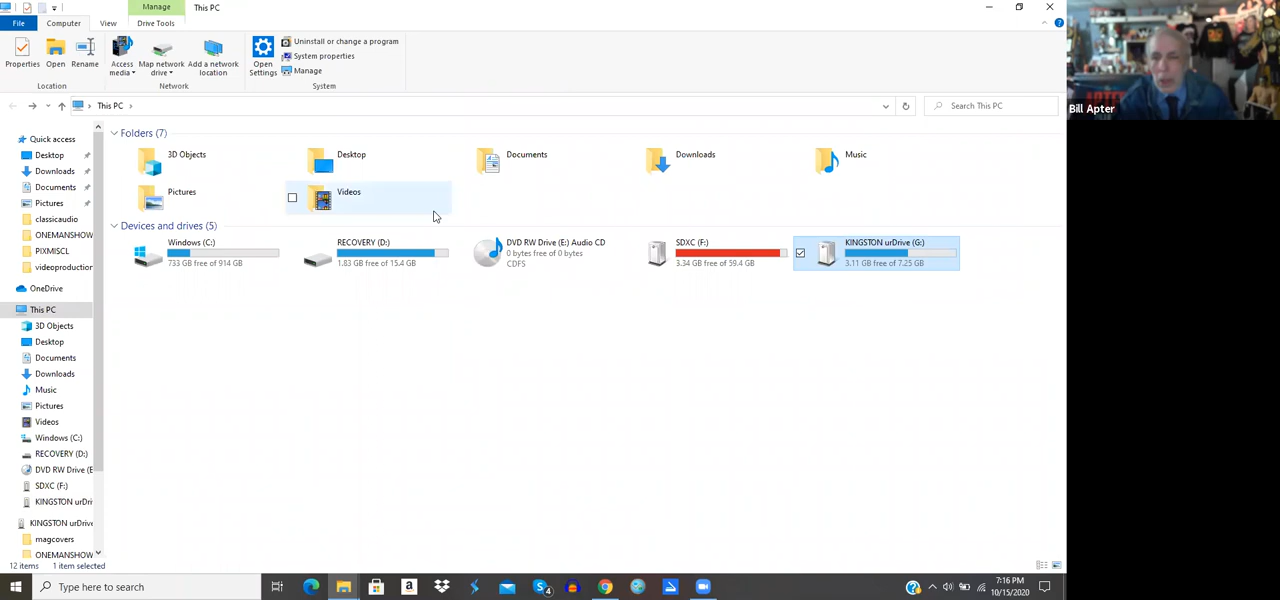 Manage
This PC
File
Computer
View
Drive Tools
Properties
Open
Rename
Access media
Map network drive
Add a network location
Open Settings
Uninstall or change a program
System properties
Manage
Location
Network
System
This PC
Search This PC
Bill Apter
Quick access
Desktop
Downloads
Documents
Pictures
classicaudio
ONEMANSHOW
PIXMISC
videoproduction
OneDrive
This PC
3D Objects
Desktop
Documents
Downloads
Music
Pictures
Videos
Windows (C:)
RECOVERY (D:)
DVD RW Drive (E
SDXC (F:)
KINGSTON urDri
KINGSTON urDrive
magcovers
ONEMANSHOW
Folders (7)
3D Objects
Desktop
Documents
Downloads
Music
Pictures
Videos
Devices and drives (5)
Windows (C:)
733 GB free of 914 GB
RECOVERY (D:)
1.83 GB free of 15.4 GB
DVD RW Drive (E:) Audio CD
0 bytes free of 0 bytes
CDFS
SDXC (F:)
3.34 GB free of 59.4 GB
KINGSTON urDrive (G:)
3.11 GB free of 7.25 GB
12 items
1 item selected
Type here to search
7:16 PM
10/15/2020